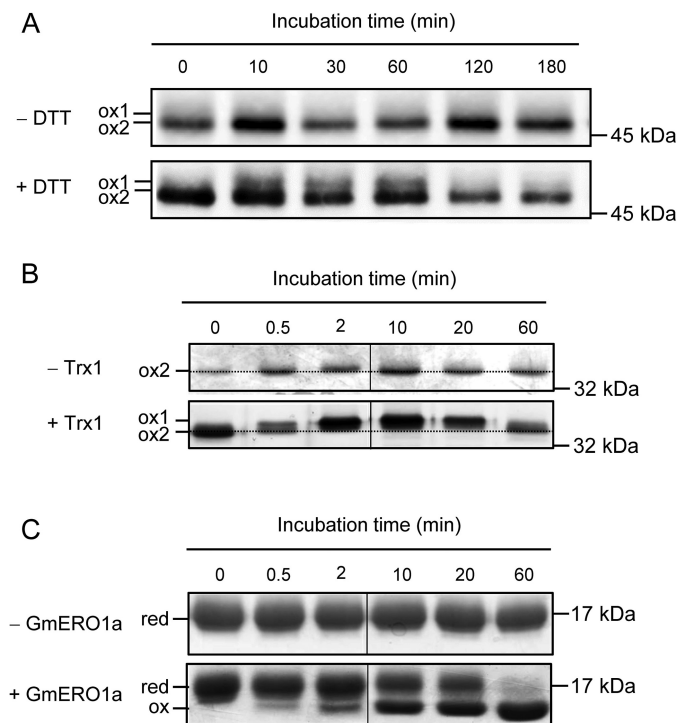 A
Incubation time (min)
0 10 30 60 120 180
– DTT
ox1
ox2
45 kDa
+ DTT
ox1
ox2
45 kDa
B
Incubation time (min)
0 0.5 2 10 20 60
– Trx1
ox2
32 kDa
+ Trx1
ox1
ox2
32 kDa
C
Incubation time (min)
0 0.5 2 10 20 60
– GmERO1a
red
17 kDa
+ GmERO1a
red
17 kDa
ox